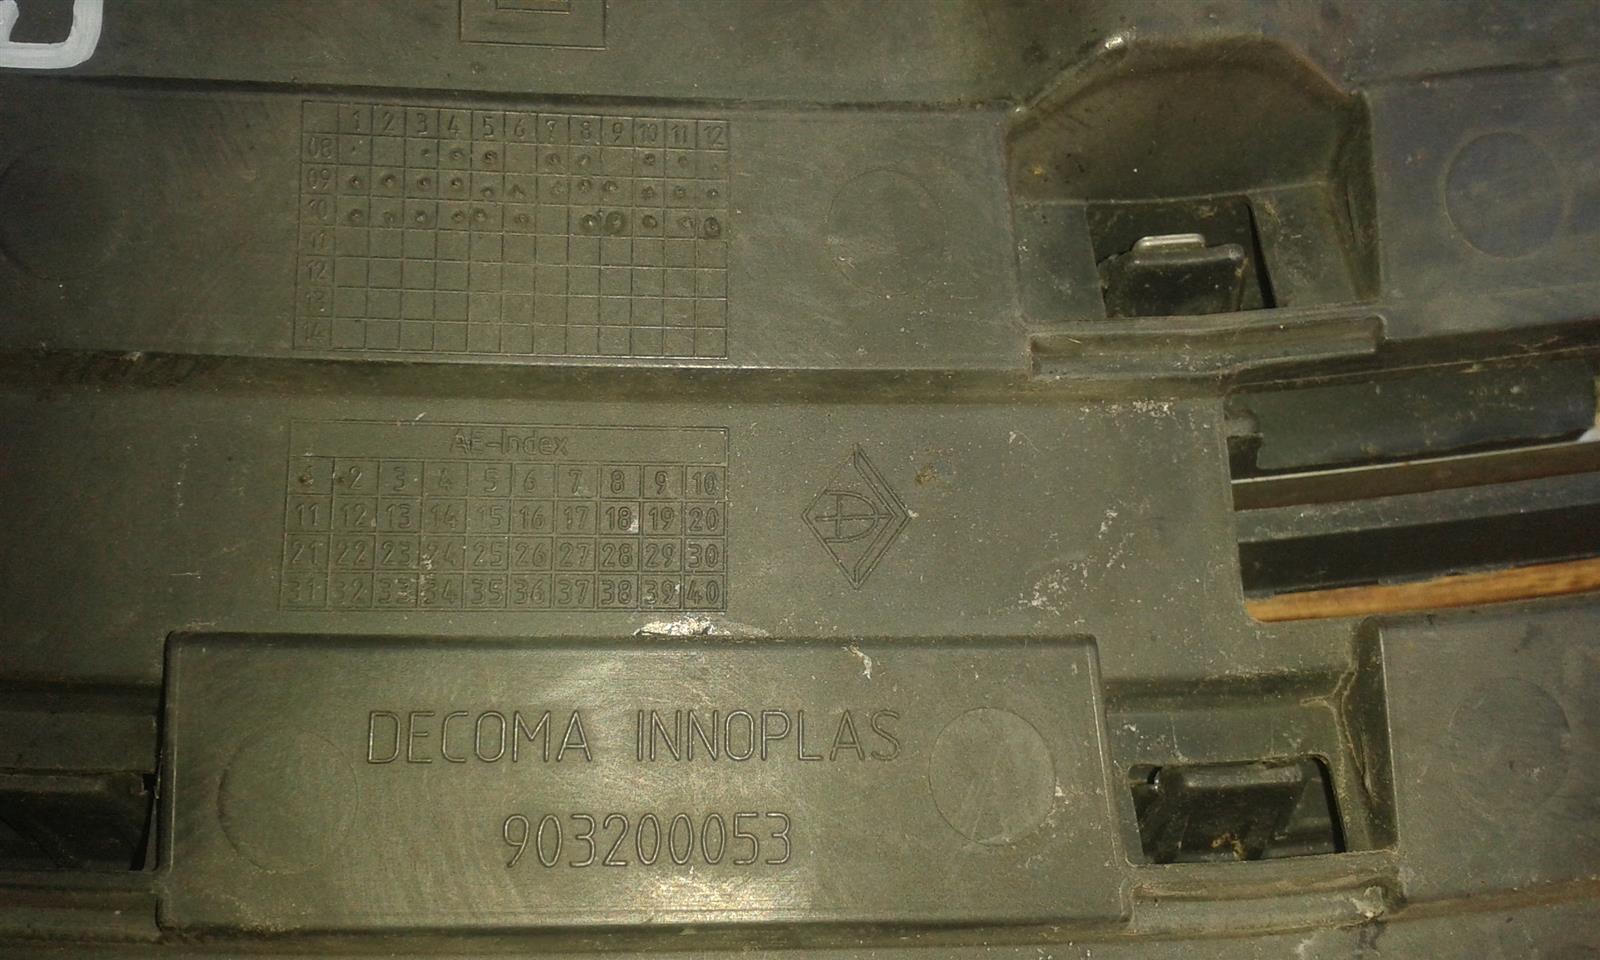 1 2 3 4 5 6 7 8 9 10 11 12
08
09
10
11
12
13
14
AE-Index
1 2 3 4 5 6 7 8 9 10
11 12 13 14 15 16 17 18 19 20
21 22 23 24 25 26 27 28 29 30
31 32 33 34 35 36 37 38 39 40
DECOMA INNOPLAS
903200053